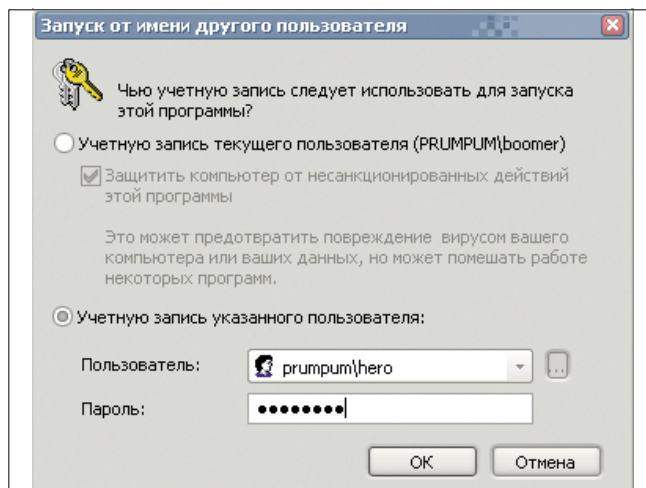 Запуск от имени другого пользователя
Чью учетную запись следует использовать для запуска
этой программы?
Учетную запись текущего пользователя (PRUMPUM\boomer)
Защитить компьютер от несанкционированных действий
этой программы
Это может предотвратить повреждение вирусом вашего
компьютера или ваших данных, но может помешать работе
некоторых программ.
Учетную запись указанного пользователя:
Пользователь: prumpum\hero ...
Пароль: ●●●●●●●●
ОК Отмена